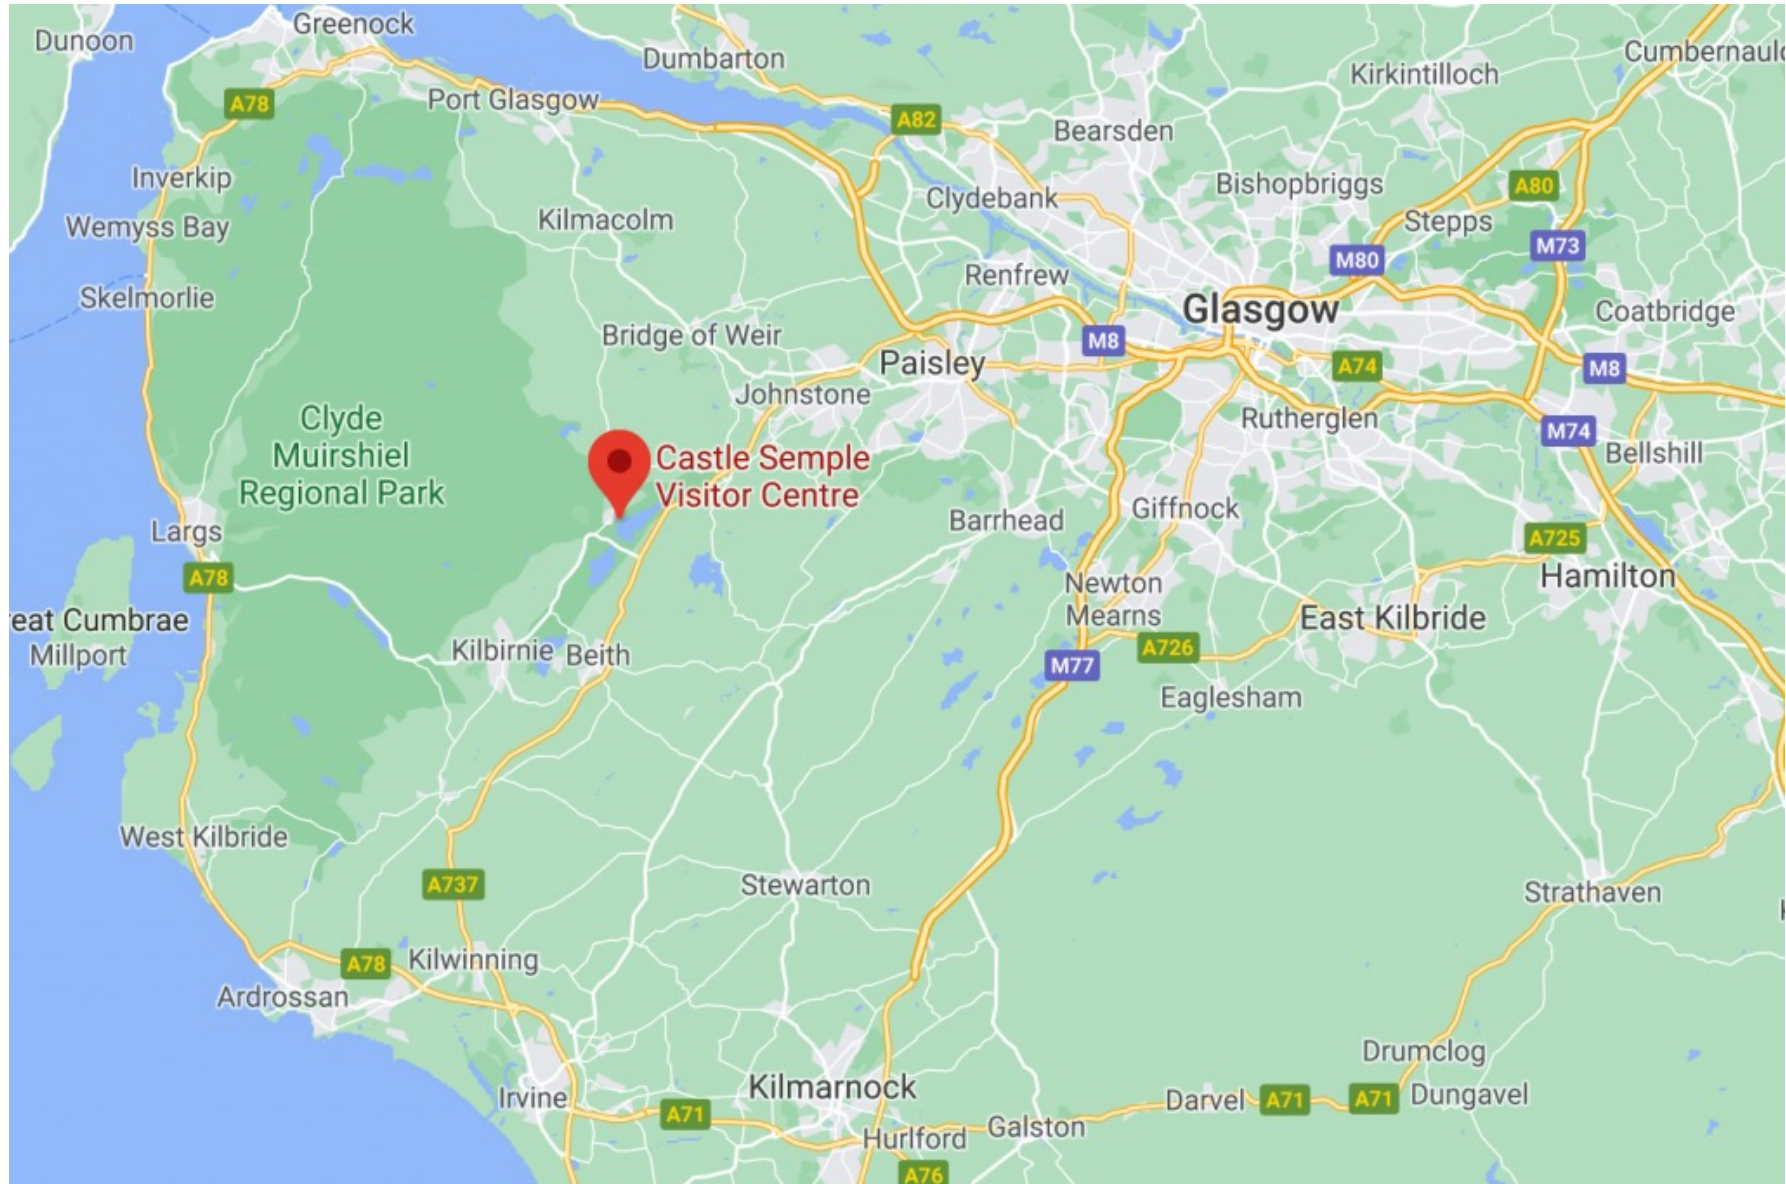 Dunoon
Greenock
Dumbarton
Kirkintilloch
Cumbernauld
A78
Port Glasgow
A82
Bearsden
Inverkip
Clydebank
Bishopbriggs
A80
Wemyss Bay
Kilmacolm
Stepps
M80
M73
Skelmorlie
Renfrew
Glasgow
Coatbridge
Bridge of Weir
M8
Paisley
A74
M8
Johnstone
Clyde
Muirshiel
Regional Park
Rutherglen
M74
Bellshill
Castle Semple
Visitor Centre
Largs
Barrhead
Giffnock
A725
A78
Newton
Mearns
Hamilton
reat Cumbrae
Millport
Kilbirnie
Beith
East Kilbride
A726
M77
Eaglesham
West Kilbride
A737
Stewarton
Strathaven
A78
Kilwinning
Ardrossan
Drumclog
Irvine
Kilmarnock
Darvel
A71
A71
Dungavel
A71
Hurlford
Galston
A76